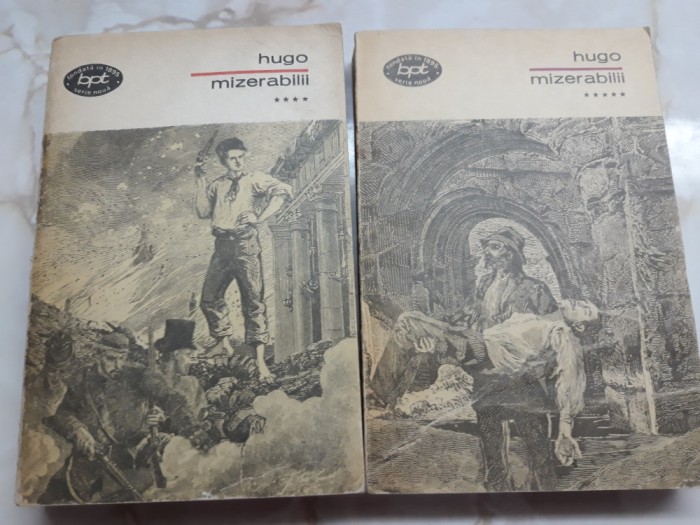 fondată în 1895
bpt
serie nouă
hugo
mizerabilii
****
fondată în 1895
bpt
serie nouă
hugo
mizerabilii
*****